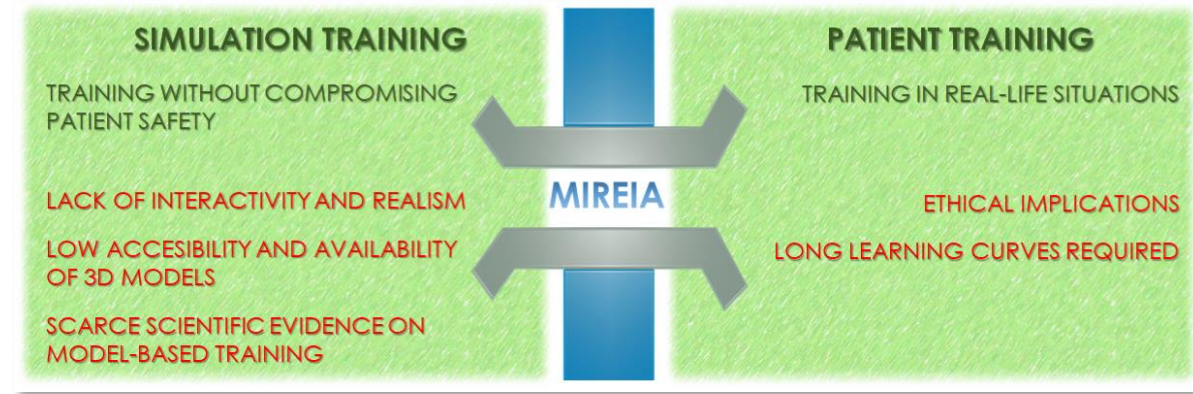 SIMULATION TRAINING
TRAINING WITHOUT COMPROMISING
PATIENT SAFETY
LACK OF INTERACTIVITY AND REALISM
LOW ACCESIBILITY AND AVAILABILITY
OF 3D MODELS
SCARCE SCIENTIFIC EVIDENCE ON
MODEL-BASED TRAINING
MIREIA
PATIENT TRAINING
TRAINING IN REAL-LIFE SITUATIONS
ETHICAL IMPLICATIONS
LONG LEARNING CURVES REQUIRED